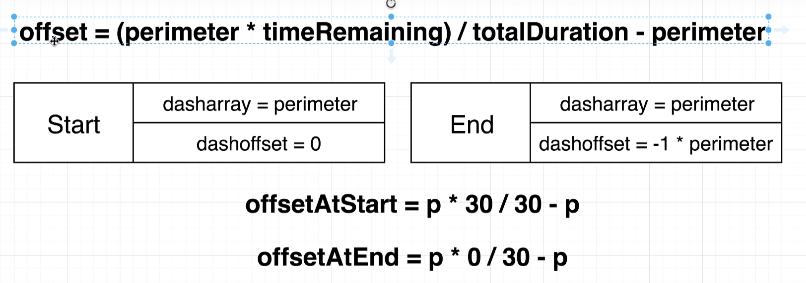 offset = (perimeter * timeRemaining) / totalDuration - perimeter
Start
dasharray = perimeter
dashoffset = 0
End
dasharray = perimeter
dashoffset = -1 * perimeter
offsetAtStart = p * 30 / 30 - p
offsetAtEnd = p * 0 / 30 - p